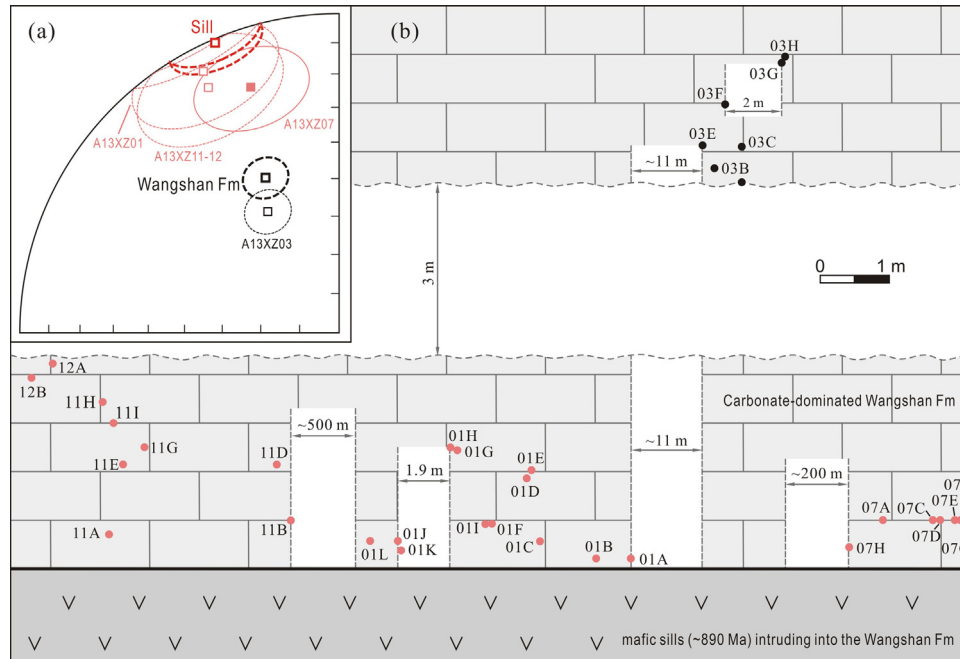 (a)
Sill
A13XZ01
A13XZ07
A13XZ11-12
Wangshan Fm
A13XZ03
(b)
03H
03G
03F
2 m
03E
03C
~11 m
03B
3 m
0 1 m
12A
12B
11H
11I
Carbonate-dominated Wangshan Fm
~500 m
01H
~11 m
11G
01G
11E
11D
1.9 m
01E
01D
~200 m
11B
01I
01F
07A
07C
07E
07D
11A
01J
01L
01K
01C
01B
01A
07H
mafic sills (~890 Ma) intruding into the Wangshan Fm